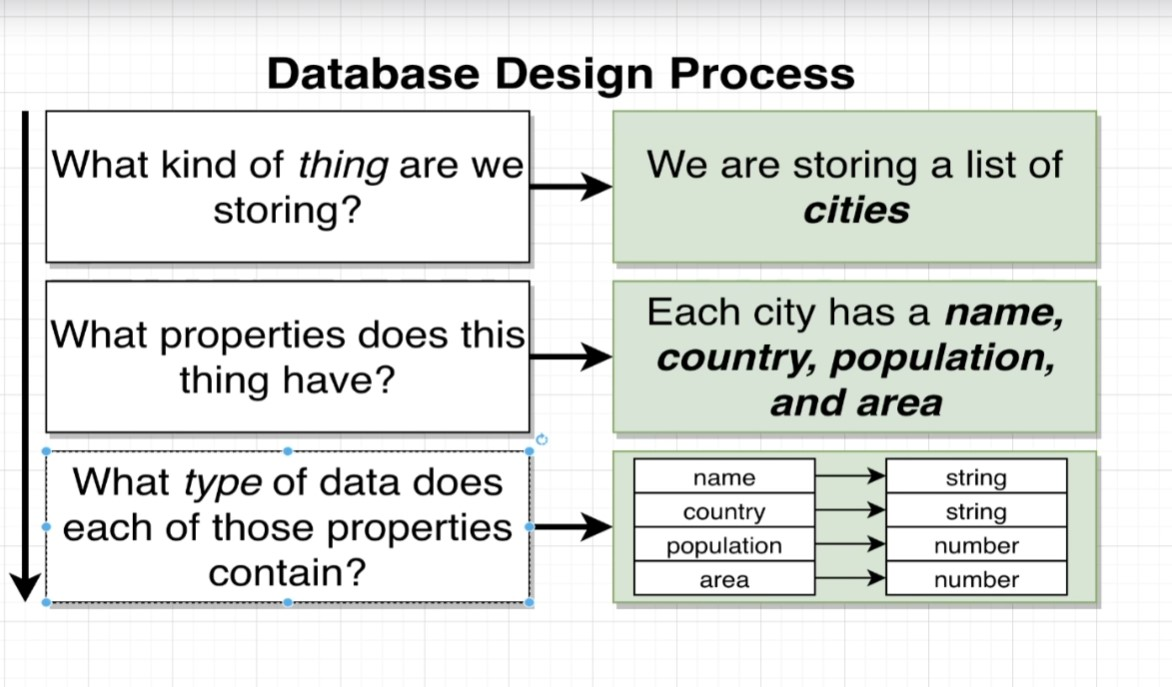 Database Design Process
What kind of thing are we
storing?
We are storing a list of
cities
What properties does this
thing have?
Each city has a name,
country, population,
and area
What type of data does
each of those properties
contain?
name
string
country
string
population
number
area
number